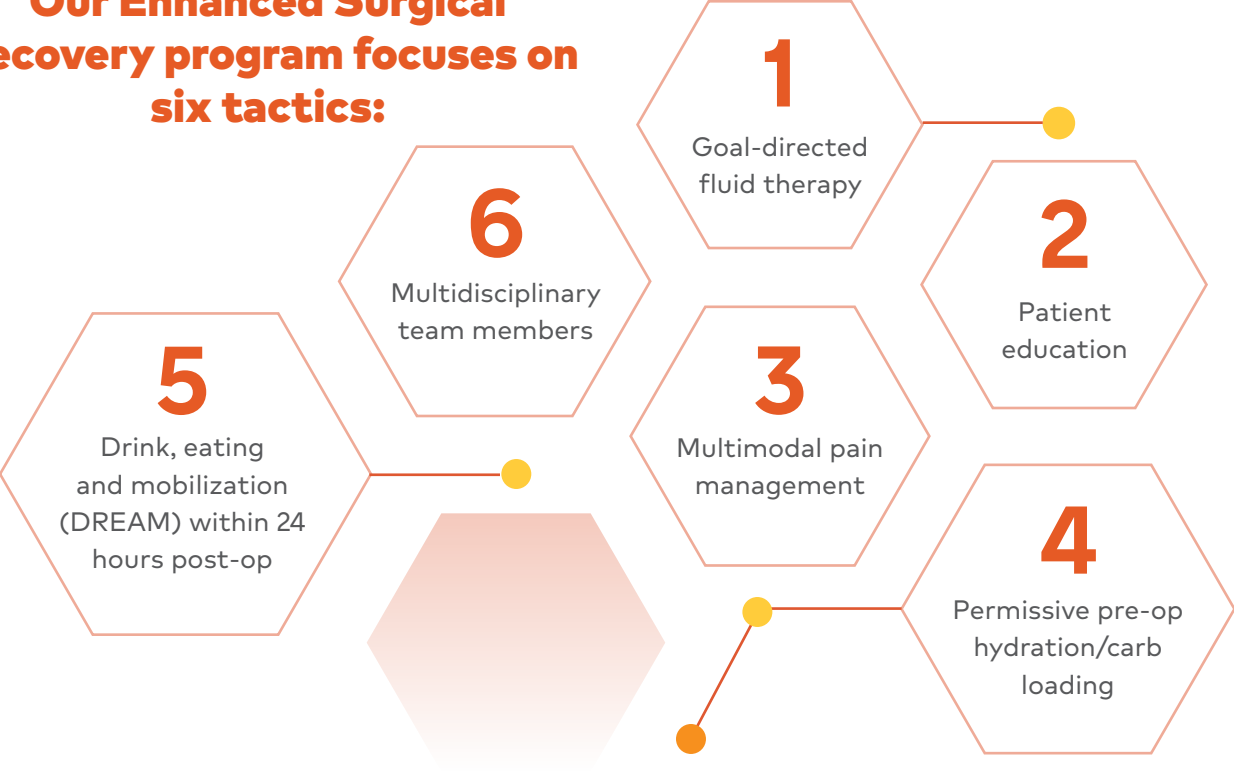 Our Enhanced Surgical
ecovery program focuses on
six tactics:
1
Goal-directed
fluid therapy
2
Patient
education
3
Multimodal pain
management
4
Permissive pre-op
hydration/carb
loading
5
Drink, eating
and mobilization
(DREAM) within 24
hours post-op
6
Multidisciplinary
team members